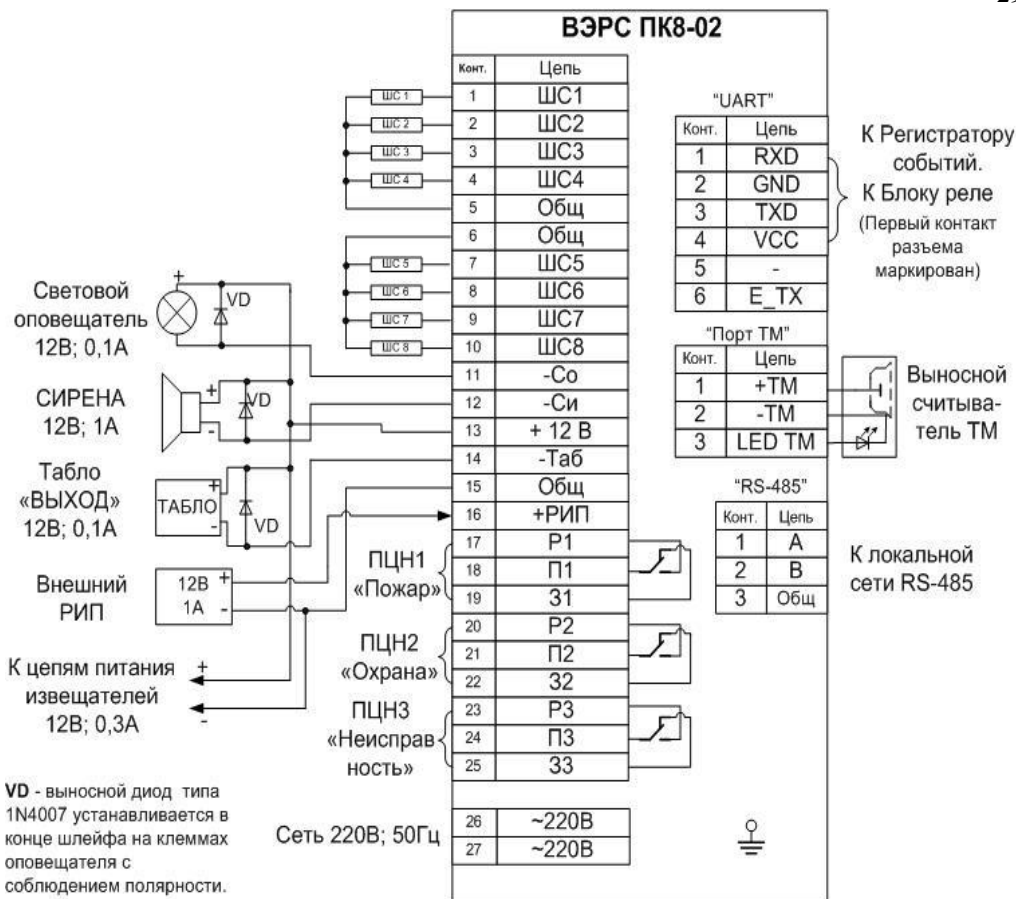 ВЭРС ПК8-02
Конт. Цепь
1 ШС1
2 ШС2
3 ШС3
4 ШС4
5 Общ
6 Общ
7 ШС5
8 ШС6
9 ШС7
10 ШС8
11 -Со
12 -Си
13 + 12 В
14 -Таб
15 Общ
16 +РИП
17 Р1
18 П1
19 З1
20 Р2
21 П2
22 З2
23 Р3
24 П3
25 З3
26 ~220В
27 ~220В
ШС 1
ШС 2
ШС 3
ШС 4
ШС 5
ШС 6
ШС 7
ШС 8
Световой
оповещатель
12В; 0,1А
+
VD
СИРЕНА
12В; 1А
+
-
VD
Табло
«ВЫХОД»
12В; 0,1А
ТАБЛО
+
-
VD
Внешний
РИП
12В +
1А -
К цепям питания
извещателей
12В; 0,3А
+
-
ПЦН1
«Пожар»
ПЦН2
«Охрана»
ПЦН3
«Неисправ
ность»
Сеть 220В; 50Гц
VD - выносной диод типа
1N4007 устанавливается в
конце шлейфа на клеммах
оповещателя с
соблюдением полярности.
“UART”
Конт. Цепь
1 RXD
2 GND
3 TXD
4 VCC
5 -
6 E_TX
К Регистратору
событий.
К Блоку реле
(Первый контакт
разъема
маркирован)
“Порт ТМ”
Конт. Цепь
1 +ТМ
2 -ТМ
3 LED TM
Выносной
считыва-
тель ТМ
“RS-485”
Конт. Цепь
1 А
2 В
3 Общ
К локальной
сети RS-485